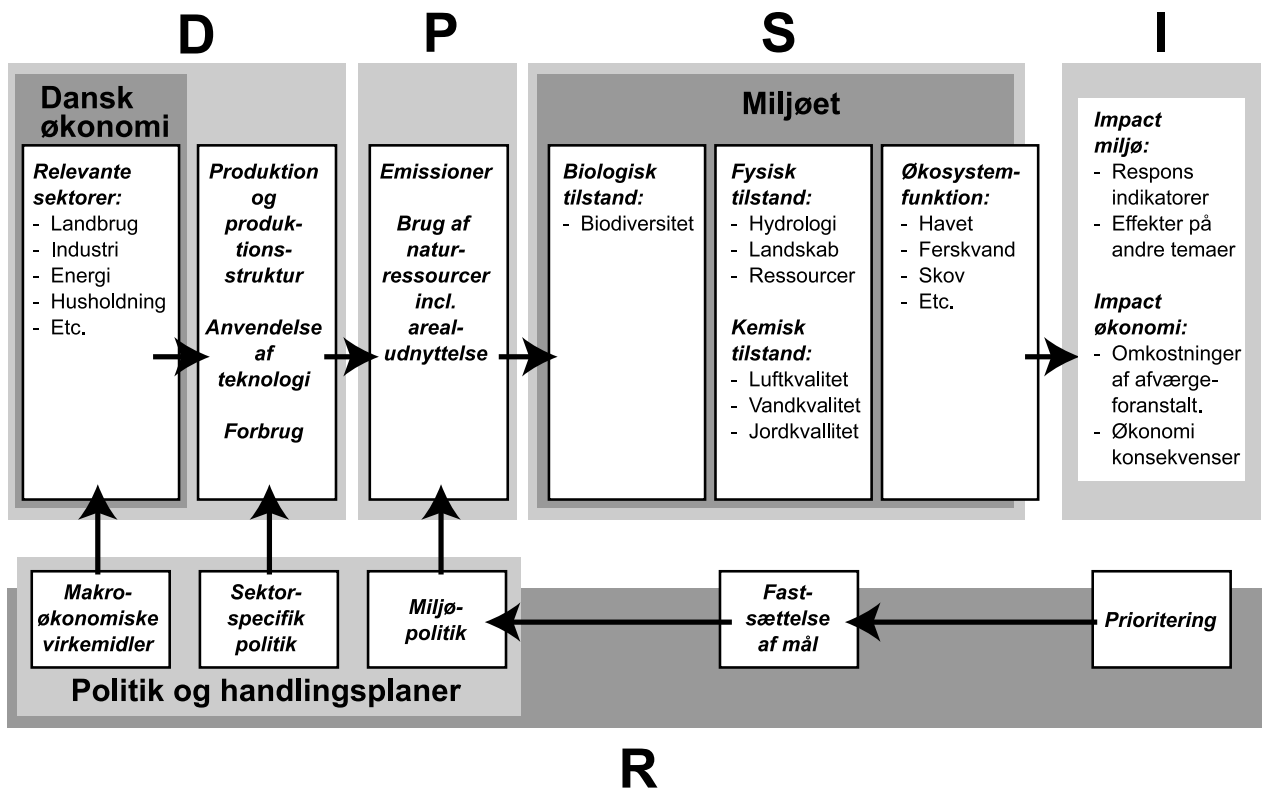 D
P
S
I
Dansk
økonomi
Relevante
sektorer:
- Landbrug
- Industri
- Energi
- Husholdning
- Etc.
Produktion
og
produk-
tions-
struktur
Anvendelse
af
teknologi
Forbrug
Emissioner
Brug af
natur-
ressourcer
incl.
areal-
udnyttelse
Miljøet
Biologisk
tilstand:
- Biodiversitet
Fysisk
tilstand:
- Hydrologi
- Landskab
- Ressourcer
Kemisk
tilstand:
- Luftkvalitet
- Vandkvalitet
- Jordkvallitet
Økosystem-
funktion:
- Havet
- Ferskvand
- Skov
- Etc.
Impact
miljø:
- Respons
indikatorer
- Effekter på
andre temaer
Impact
økonomi:
- Omkostninger
af afværge-
foranstalt.
- Økonomi
konsekvenser
Makro-
økonomiske
virkemidler
Sektor-
specifik
politik
Miljø-
politik
Fast-
sættelse
af mål
Prioritering
Politik og handlingsplaner
R